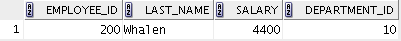 EMPLOYEE_ID LAST_NAME SALARY DEPARTMENT_ID
1 200 Whalen 4400 10